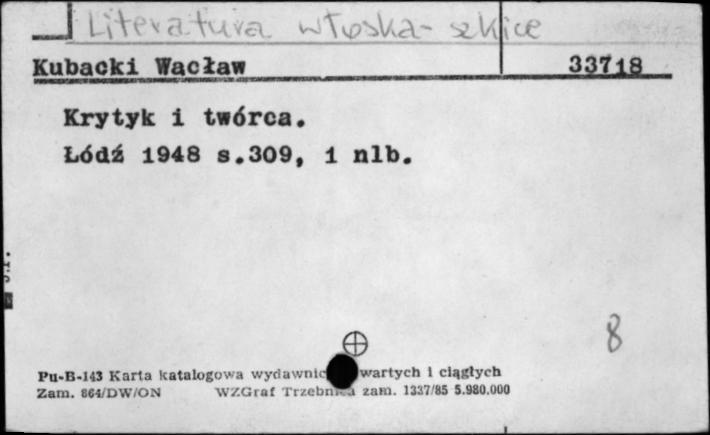 Literatura włoska - szkice
Kubacki Wacław 33718
Krytyk i twórca.
Łódź 1948 s.309, 1 nlb.
8
Pu-B-143 Karta katalogowa wydawnic wartych i ciągłych
Zam. 864/DW/ON WZGraf Trzebnica zam. 1337/85 5.980.000